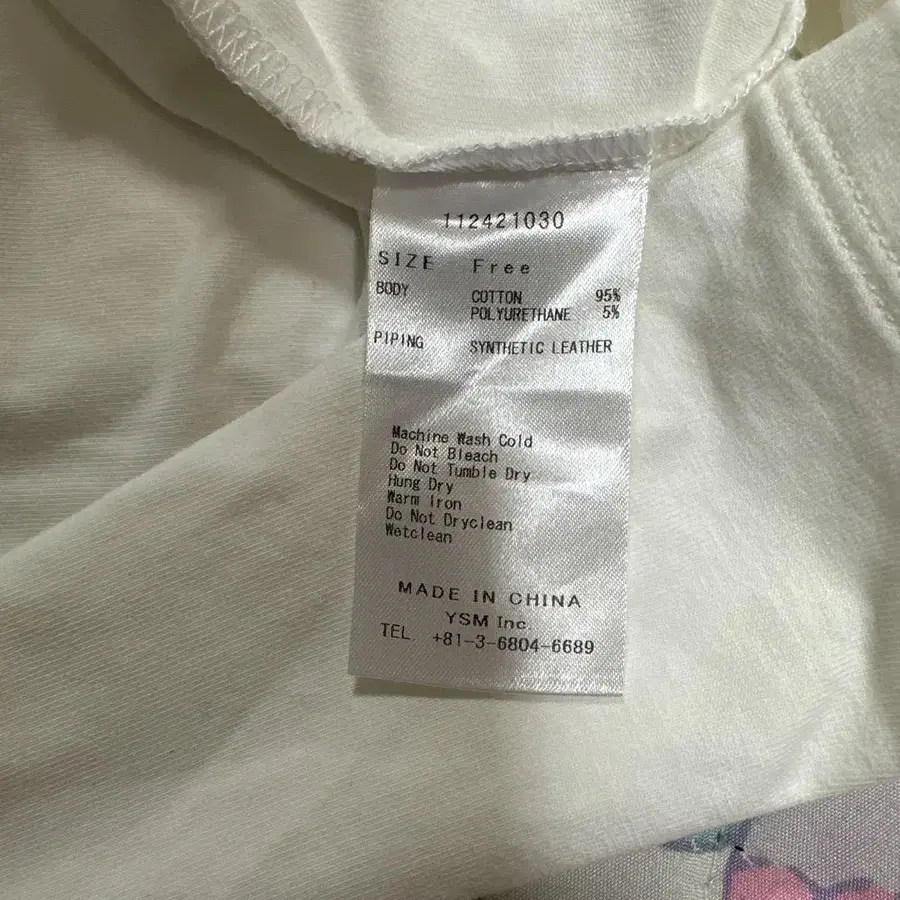 112421030
SIZE Free
BODY COTTON 95%
POLYURETHANE 5%
PIPING SYNTHETIC LEATHER
Machine Wash Cold
Do Not Bleach
Do Not Tumble Dry
Hung Dry
Warm Iron
Do Not Dryclean
Wetclean
MADE IN CHINA
YSM Inc.
TEL +81-3-6804-6689